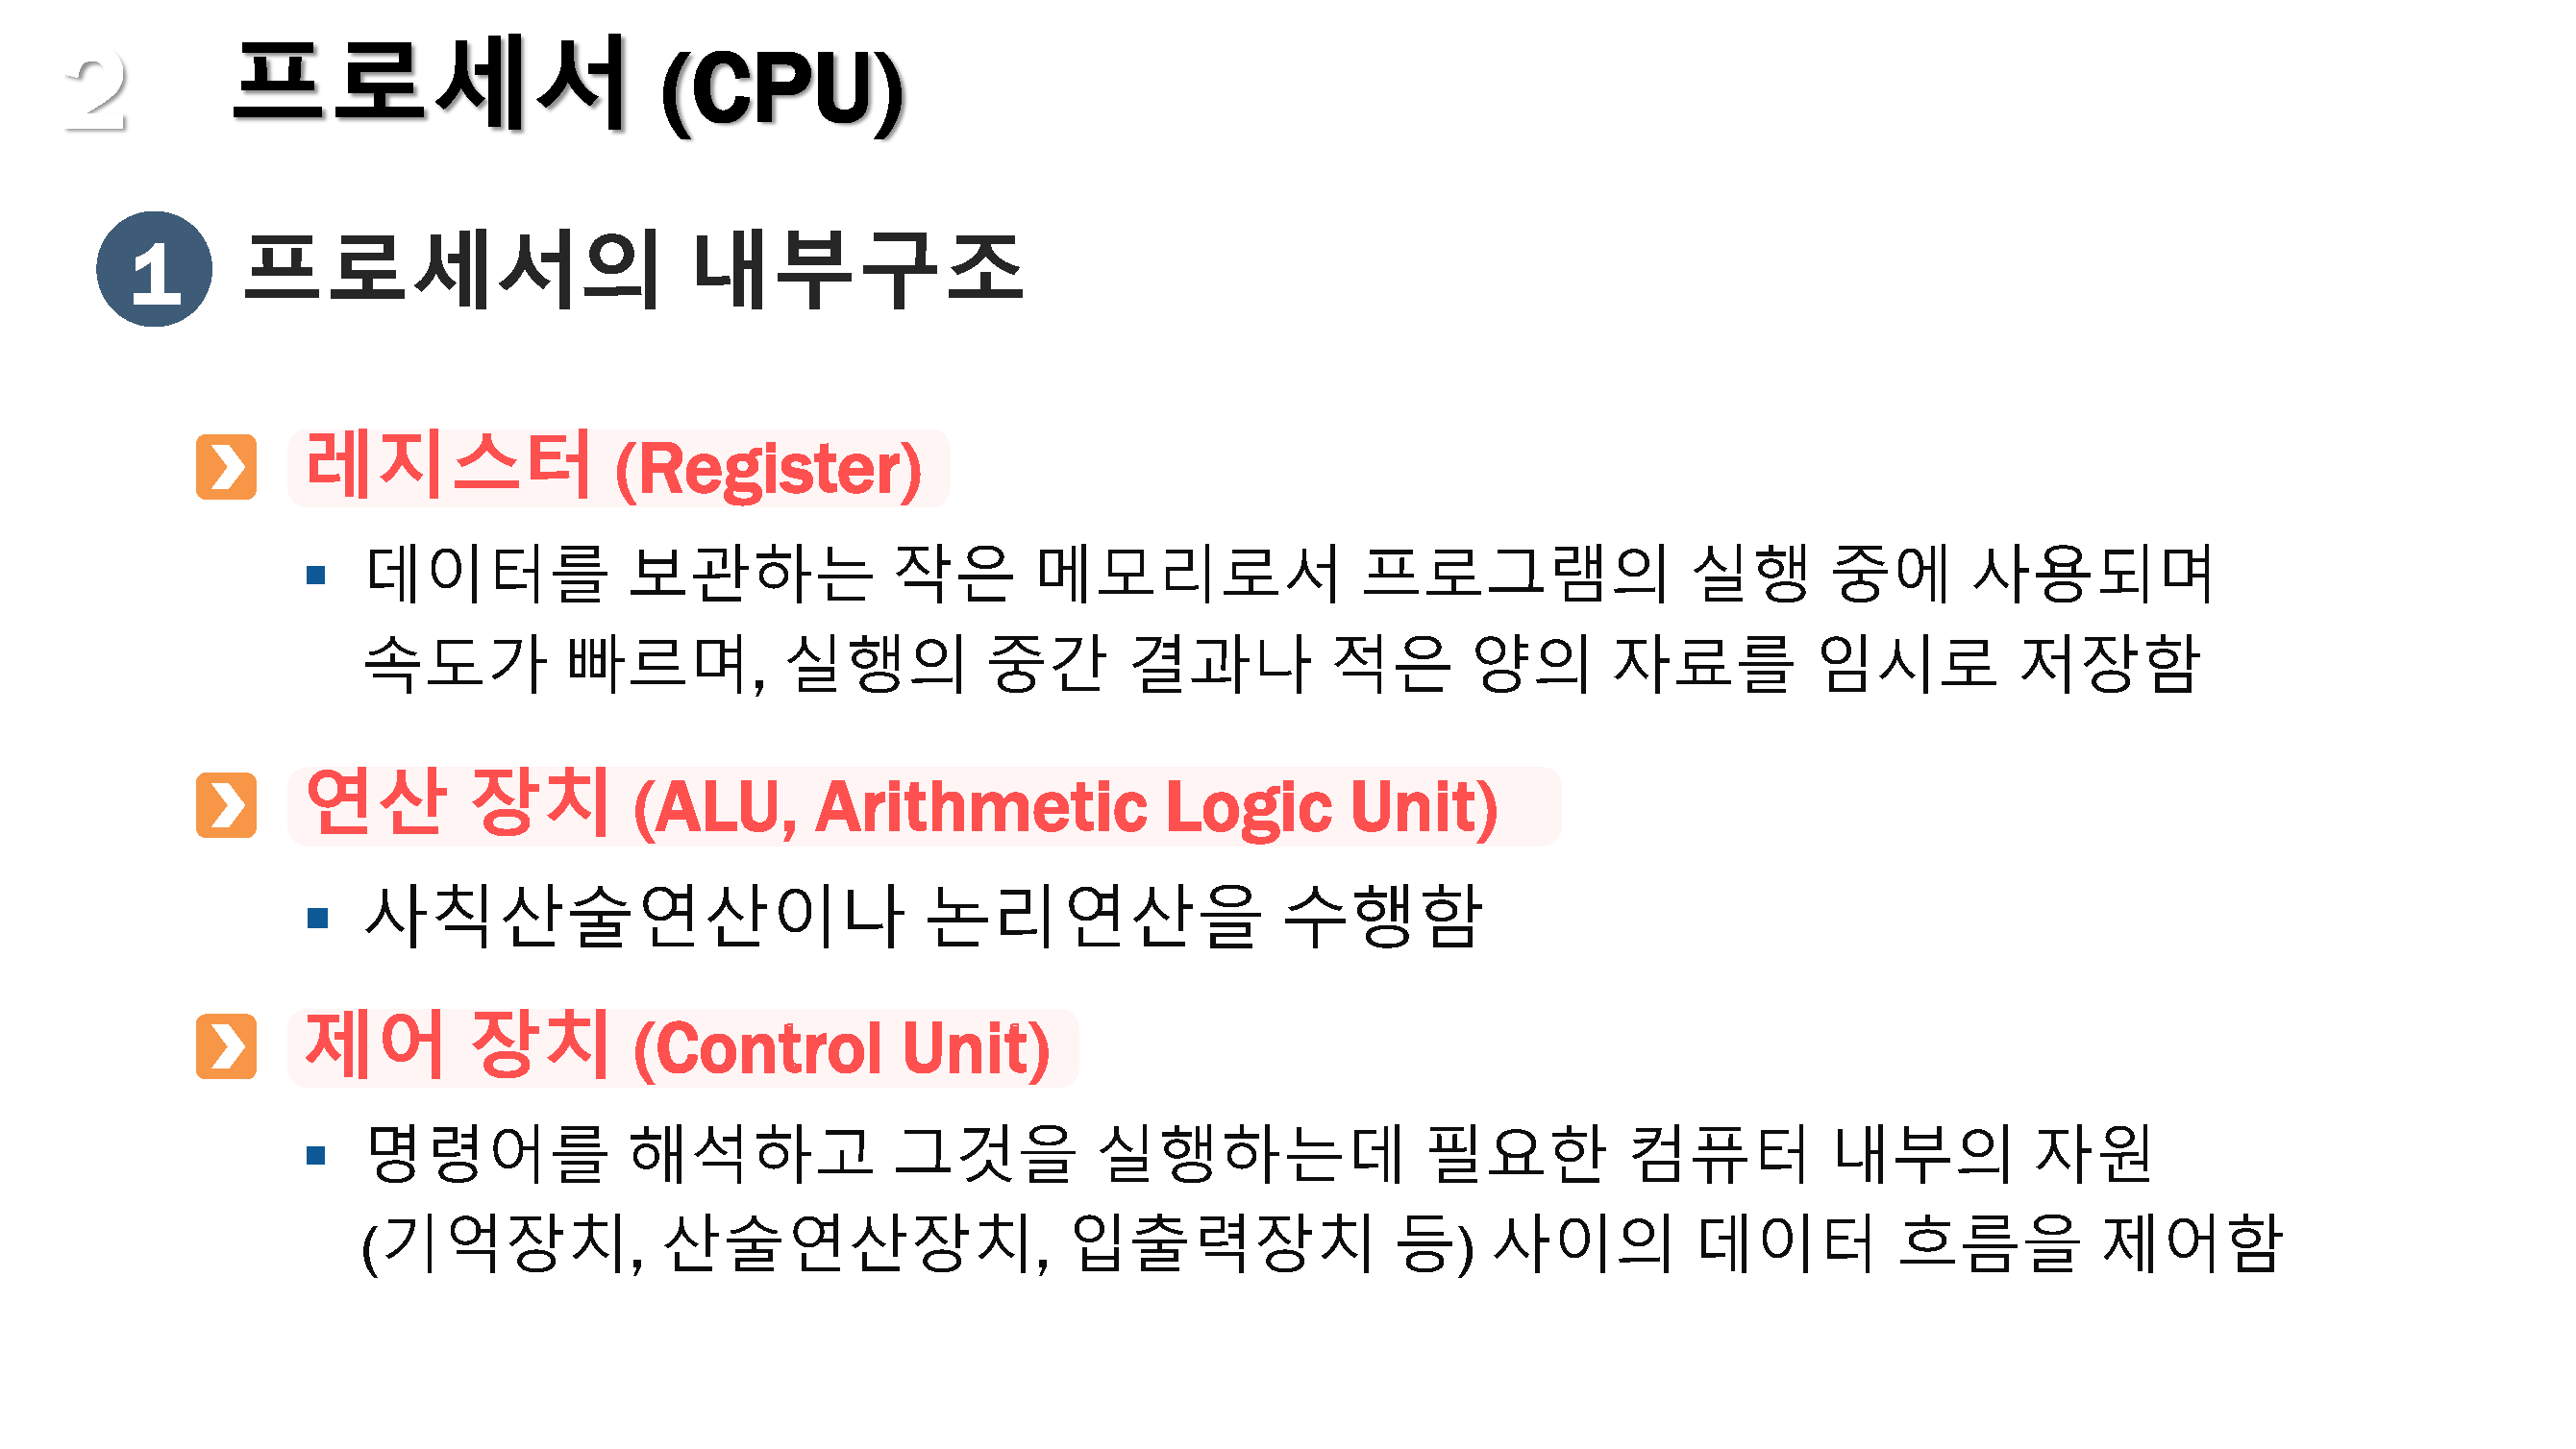 2 프로세서 (CPU)
1 프로세서의 내부구조
레지스터 (Register)
데이터를 보관하는 작은 메모리로서 프로그램의 실행 중에 사용되며
속도가 빠르며, 실행의 중간 결과나 적은 양의 자료를 임시로 저장함
연산 장치 (ALU, Arithmetic Logic Unit)
사칙산술연산이나 논리연산을 수행함
제어 장치 (Control Unit)
명령어를 해석하고 그것을 실행하는데 필요한 컴퓨터 내부의 자원
(기억장치, 산술연산장치, 입출력장치 등) 사이의 데이터 흐름을 제어함